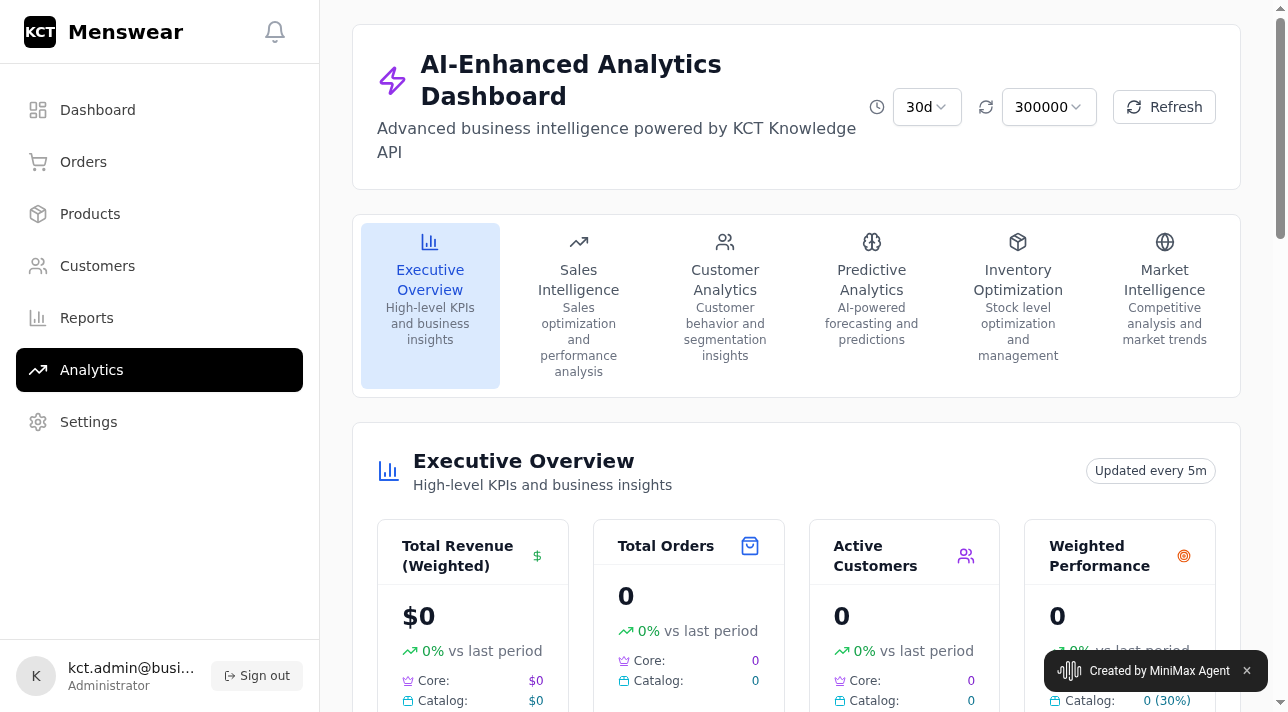 KCT Menswear
Dashboard
Orders
Products
Customers
Reports
Analytics
Settings
K
kct.admin@busi...
Administrator
Sign out
AI-Enhanced Analytics
Dashboard
Advanced business intelligence powered by KCT Knowledge
API
30d
300000
Refresh
Executive
Overview
High-level KPIs
and business
insights
Sales
Intelligence
Sales
optimization
and
performance
analysis
Customer
Analytics
Customer
behavior and
segmentation
insights
Predictive
Analytics
AI-powered
forecasting and
predictions
Inventory
Optimization
Stock level
optimization
and
management
Market
Intelligence
Competitive
analysis and
market trends
Executive Overview
High-level KPIs and business insights
Updated every 5m
Total Revenue
(Weighted)
$0
0% vs last period
Core: $0
Catalog: $0
Total Orders
0
0% vs last period
Core: 0
Catalog: 0
Active
Customers
0
0% vs last period
Core: 0
Catalog: 0
Weighted
Performance
0
0% vs last period
Catalog: 0 (30%)
Created by MiniMax Agent ×